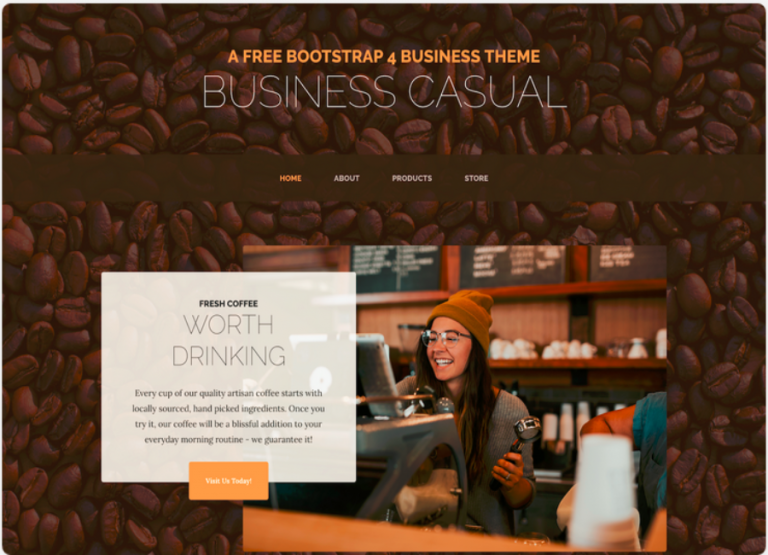 A FREE BOOTSTRAP 4 BUSINESS THEME
BUSINESS CASUAL
HOME ABOUT PRODUCTS STORE
FRESH COFFEE
WORTH
DRINKING
Every cup of our quality artisan coffee starts with
locally sourced, hand picked ingredients. Once you
try it, our coffee will be a blissful addition to your
everyday morning routine - we guarantee it!
Visit Us Today!